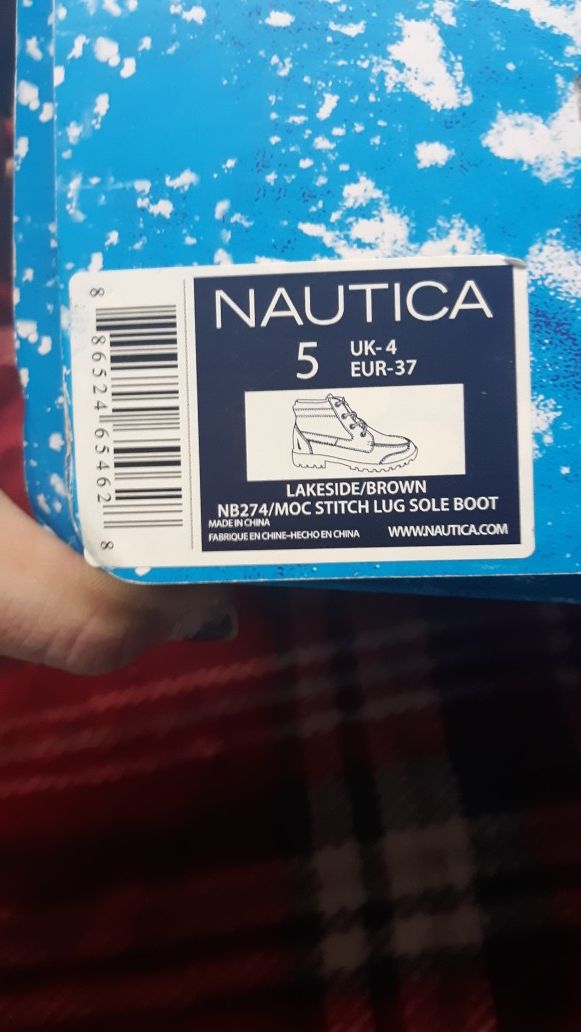 8 86524 65462 8
NAUTICA
5
UK-4
EUR-37
LAKESIDE/BROWN
NB274/MOC STITCH LUG SOLE BOOT
MADE IN CHINA
FABRIQUE EN CHINE-HECHO EN CHINA
WWW.NAUTICA.COM